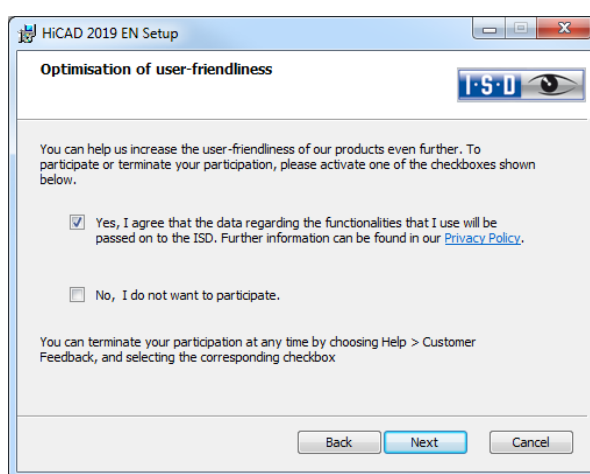 HiCAD 2019 EN Setup
Optimisation of user-friendliness
I·S·D
You can help us increase the user-friendliness of our products even further. To
participate or terminate your participation, please activate one of the checkboxes shown
below.
Yes, I agree that the data regarding the functionalities that I use will be
passed on to the ISD. Further information can be found in our Privacy Policy.
No, I do not want to participate.
You can terminate your participation at any time by choosing Help > Customer
Feedback, and selecting the corresponding checkbox
Back Next Cancel